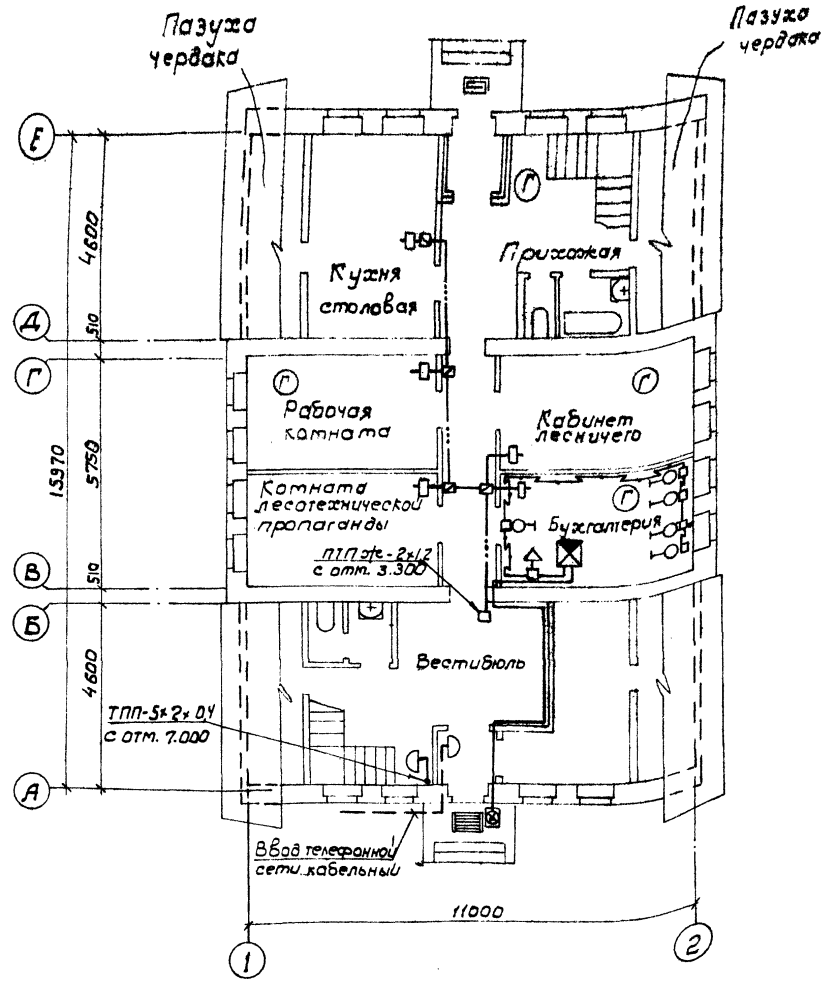 Пазуха
чердака
Пазуха
чердака
Е
4600
Г
Прихожая
Кухня
столовая
Д
510
Г
Г
Г
Рабочая
комната
Кабинет
лесничего
15970
5750
Комната
лесотехнической
пропаганды
Г
Бухгалтерия
ПТПЖ-2х1,2
с отм. 3.300
В
510
Б
Вестибюль
4600
ТПП-5х2х0,4
с отм. 7.000
А
Ввод телефонной
сети кабельный
11000
1
2